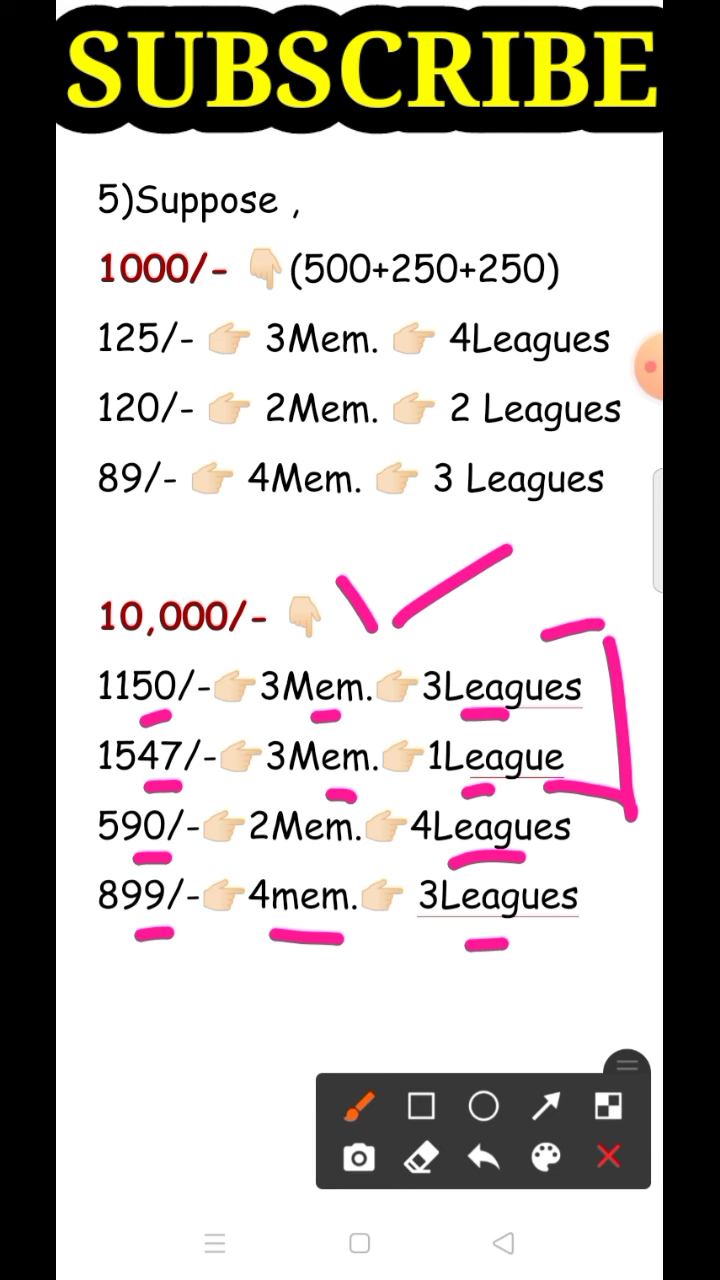 SUBSCRIBE
5)Suppose ,
1000/- 👇🏻(500+250+250)
125/- 👉🏻 3Mem. 👉🏻 4Leagues
120/- 👉🏻 2Mem. 👉🏻 2 Leagues
89/- 👉🏻 4Mem. 👉🏻 3 Leagues
10,000/- 👇🏻
1150/-👉🏻3Mem.👉🏻3Leagues
1547/-👉🏻3Mem.👉🏻1League
590/-👉🏻2Mem.👉🏻4Leagues
899/-👉🏻4mem.👉🏻 3Leagues